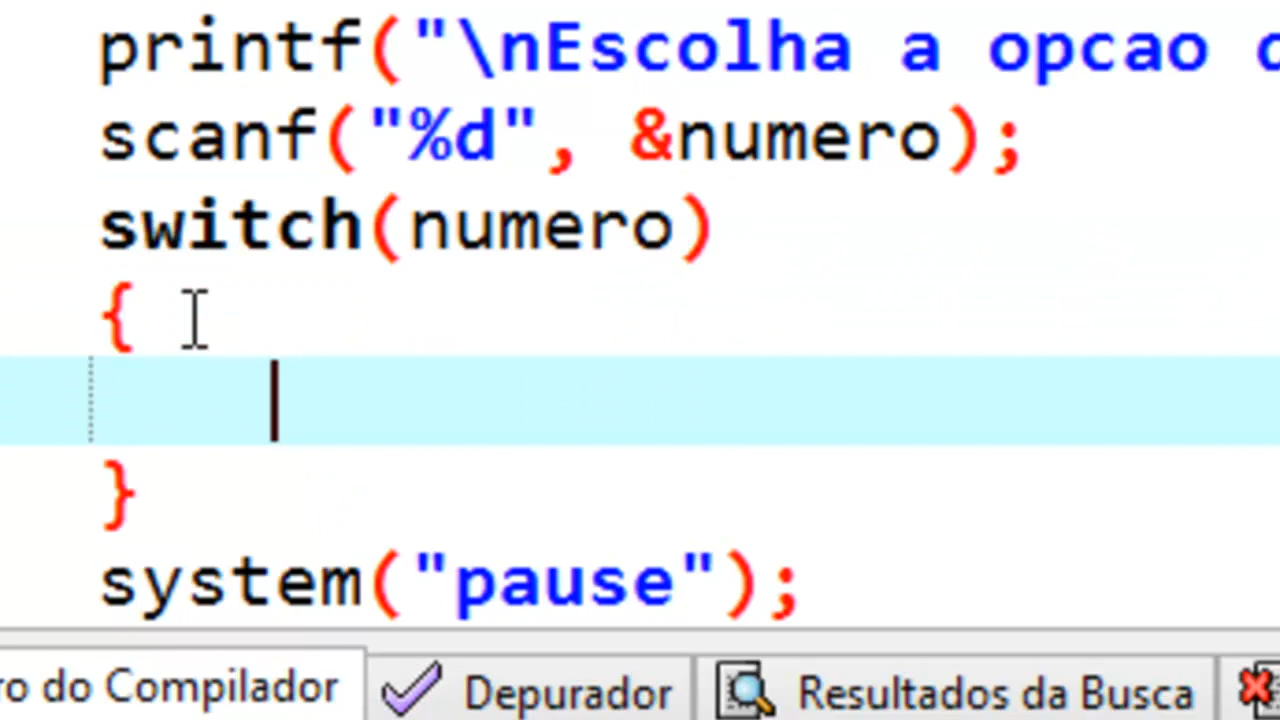 printf("\nEscolha a opcao
scanf("%d", &numero);
switch(numero)
{
}
system("pause");
do Compilador Depurador Resultados da Busca